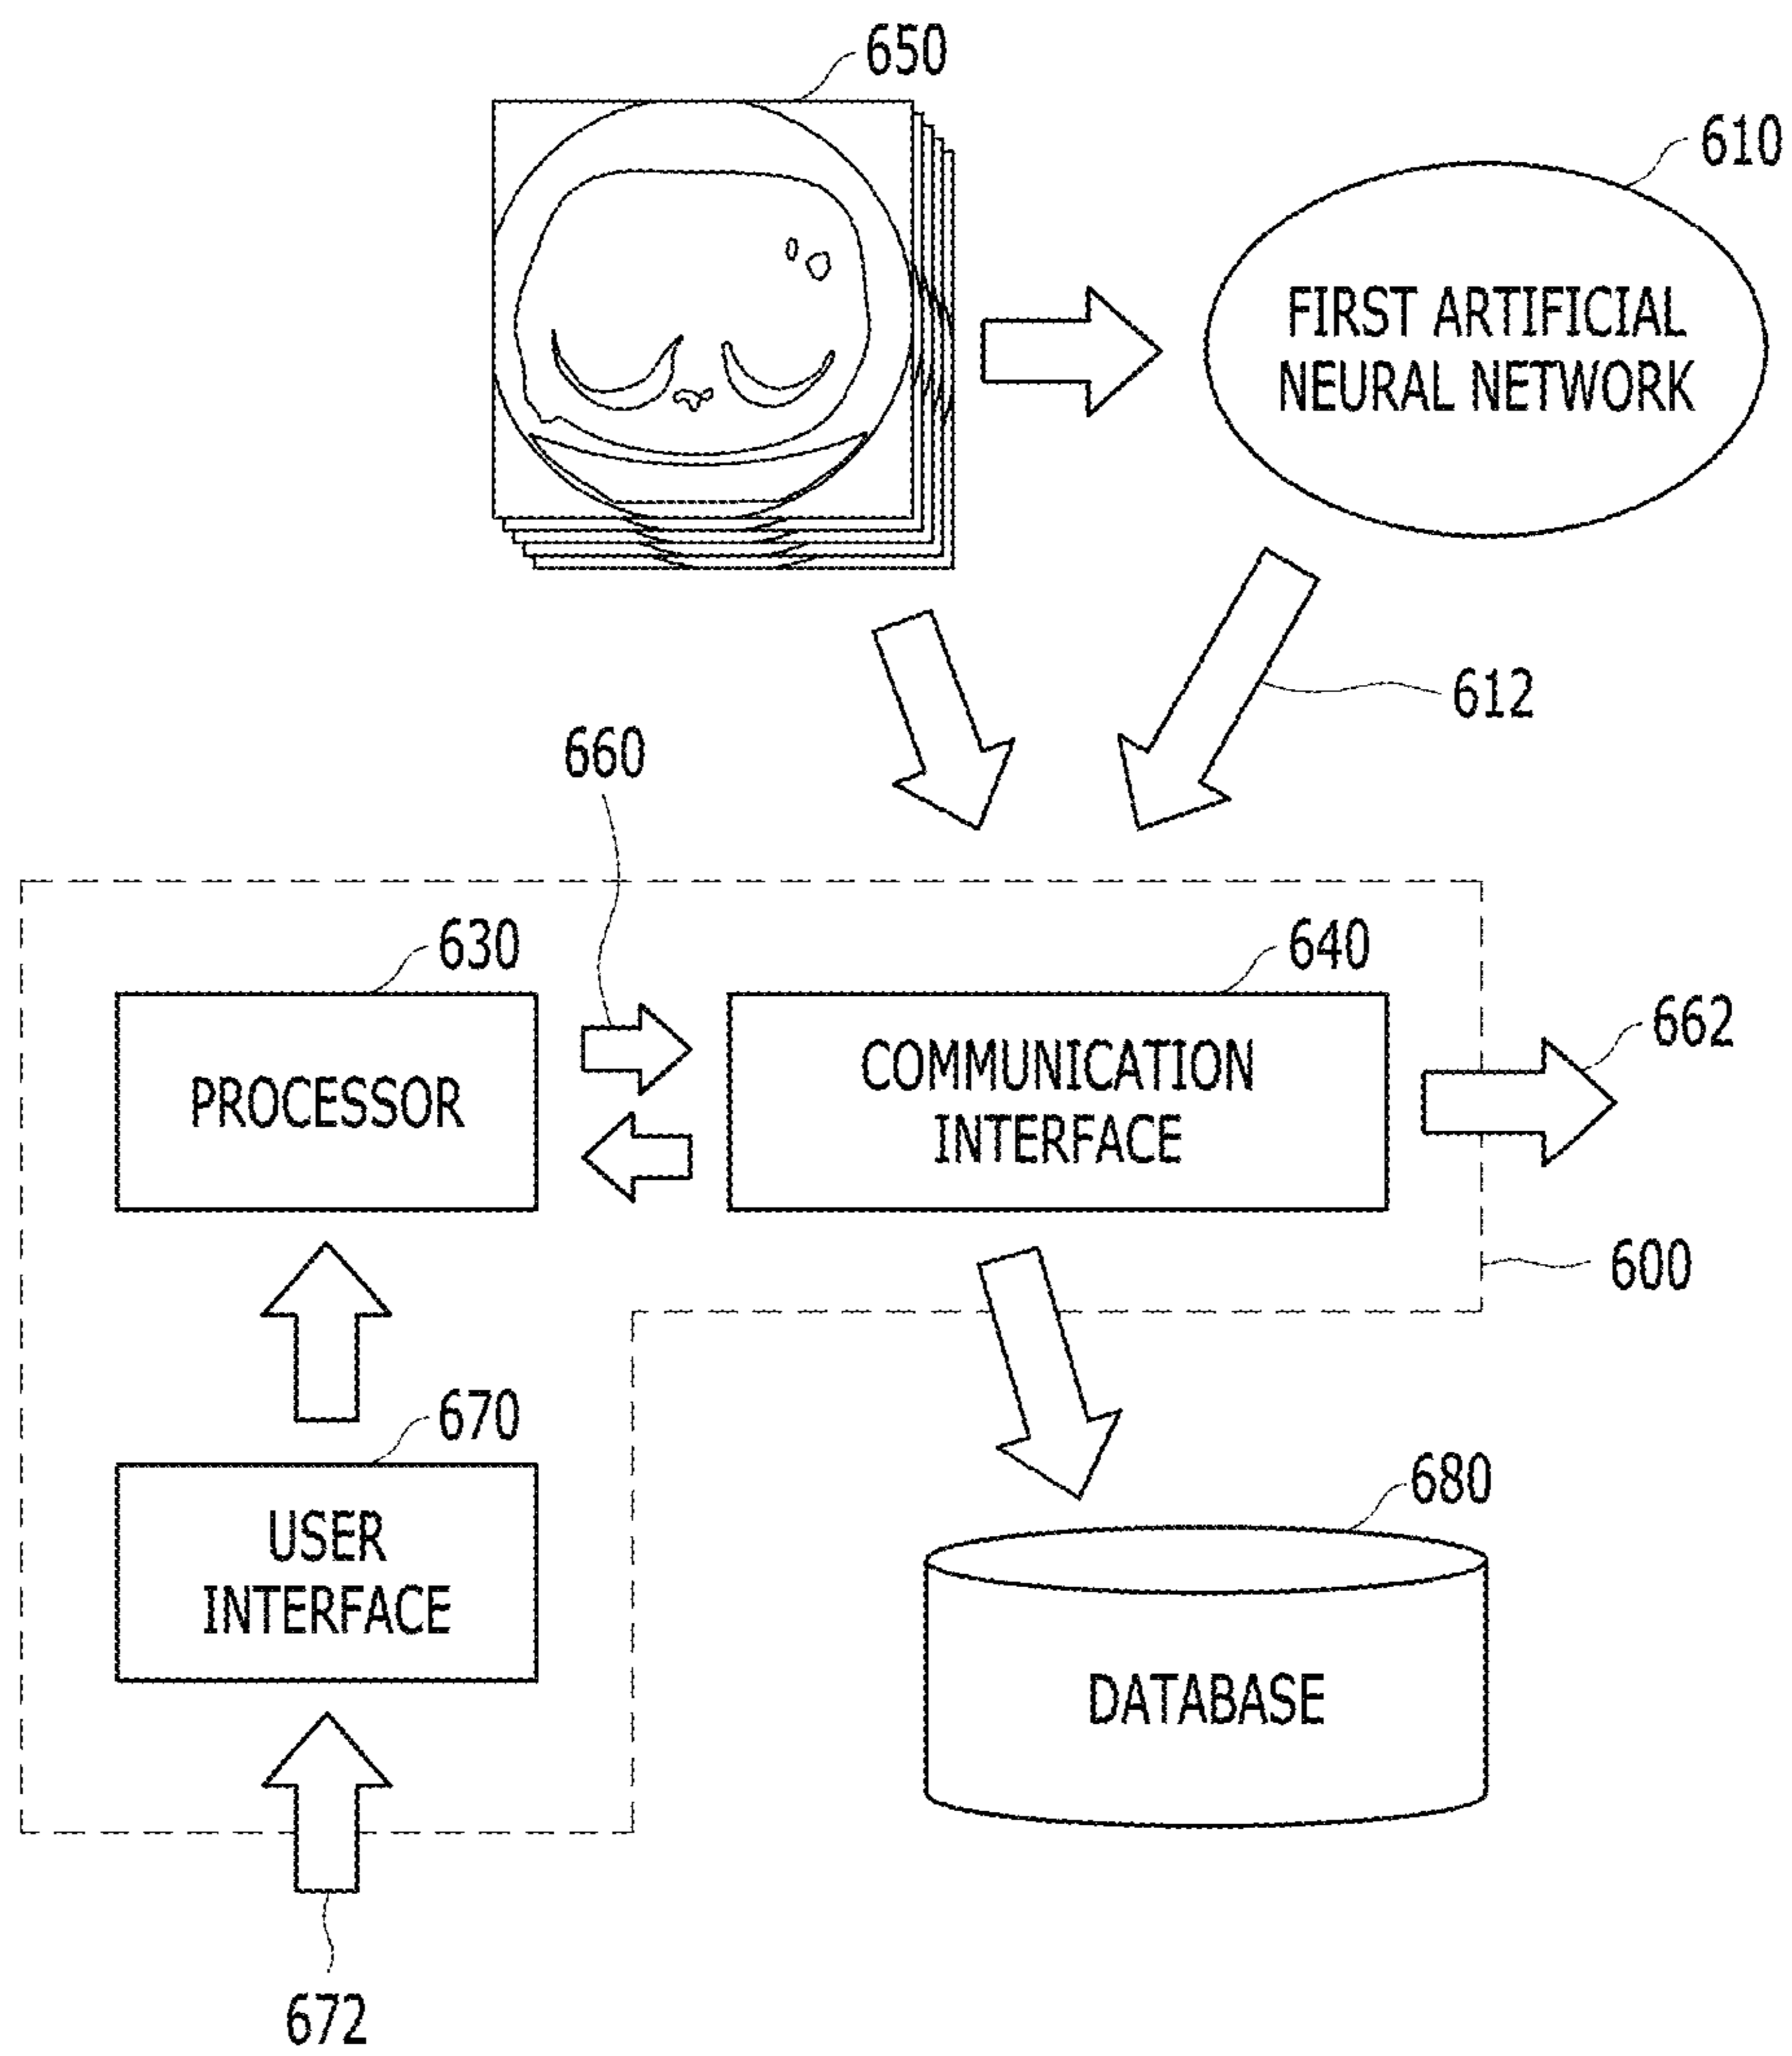 650
610
FIRST ARTIFICIAL
NEURAL NETWORK
612
660
630
640
662
PROCESSOR
COMMUNICATION
INTERFACE
600
670
USER
INTERFACE
680
DATABASE
672